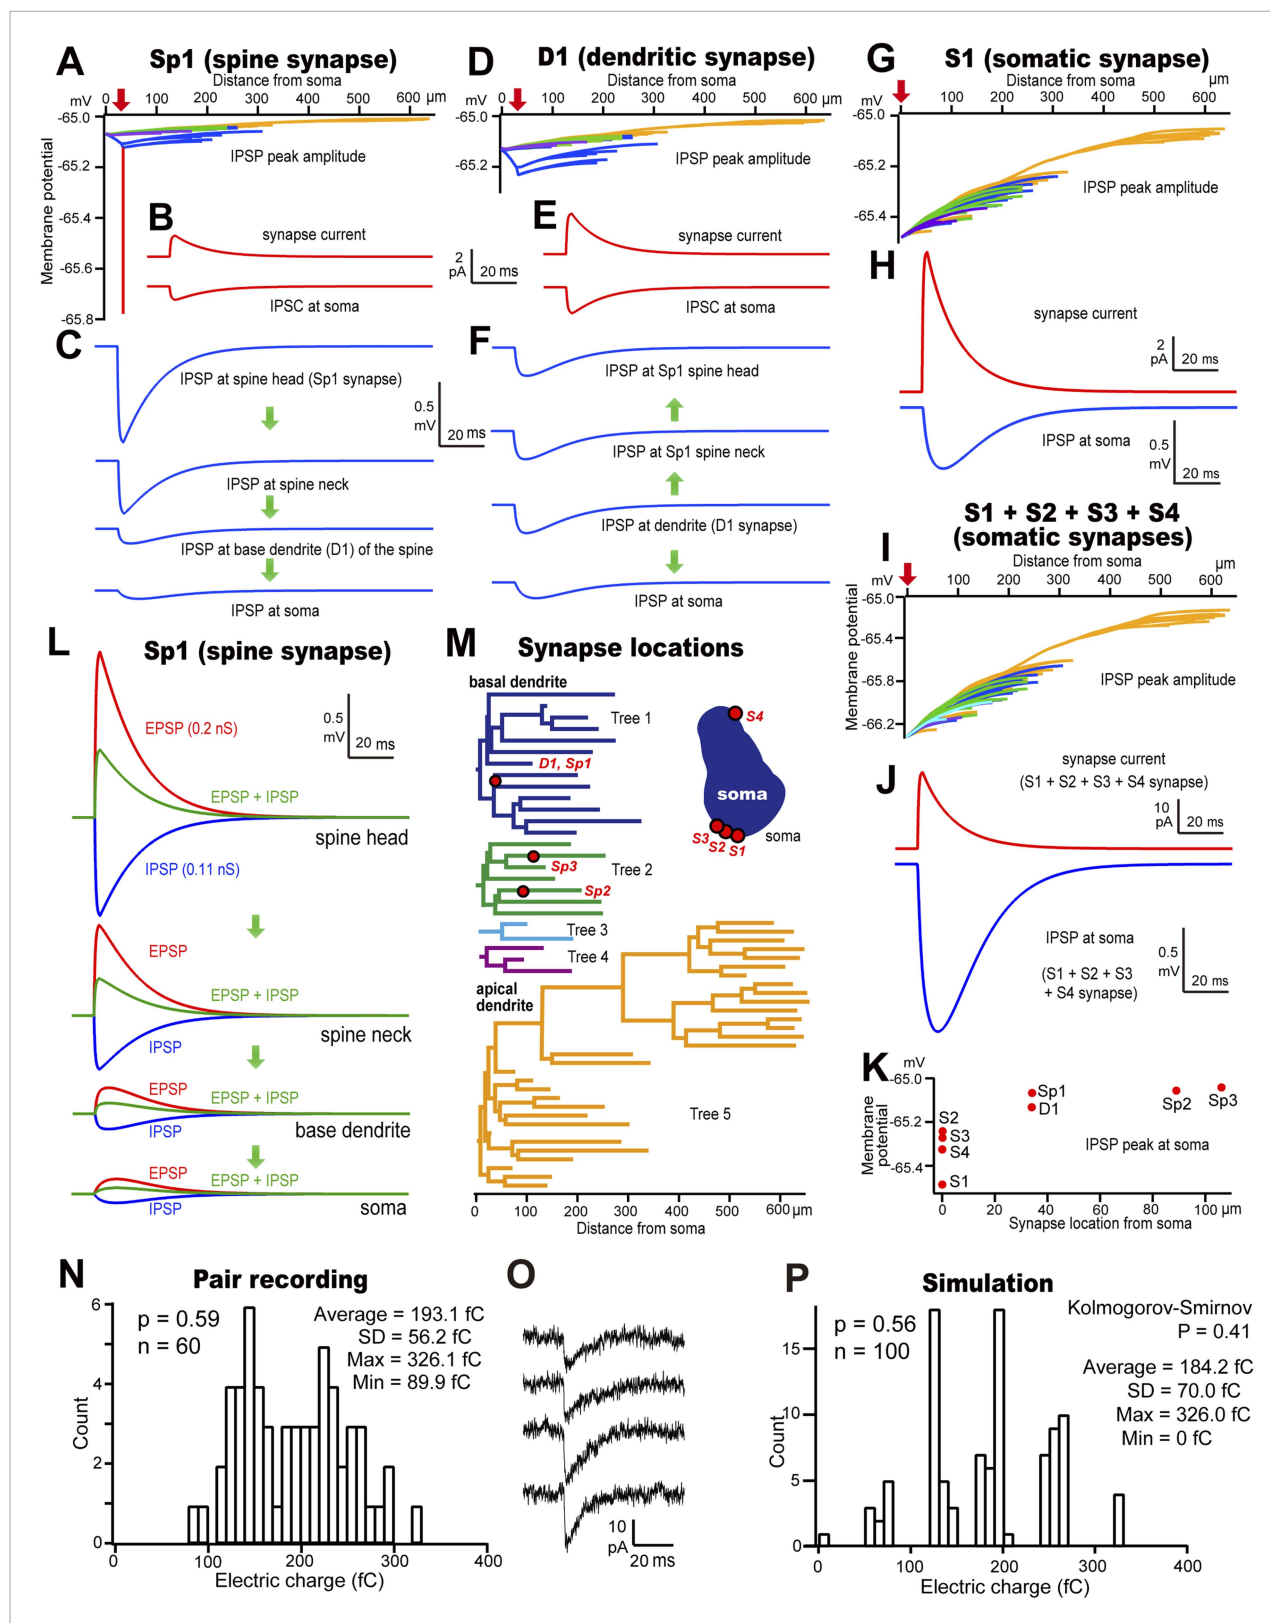 A
Sp1 (spine synapse)
Distance from soma
mV
0 100 200 300 400 600 μm
-65.0
-65.2
-65.4
-65.6
-65.8
Membrane potential
IPSP peak amplitude
B
synapse current
IPSC at soma
2
pA
20 ms
C
IPSP at spine head (Sp1 synapse)
0.5
mV
20 ms
IPSP at spine neck
IPSP at base dendrite (D1) of the spine
IPSP at soma
D
D1 (dendritic synapse)
Distance from soma
mV
0 100 200 300 400 600 μm
-65.0
-65.2
IPSP peak amplitude
E
synapse current
IPSC at soma
F
IPSP at Sp1 spine head
IPSP at Sp1 spine neck
IPSP at dendrite (D1 synapse)
IPSP at soma
G
S1 (somatic synapse)
Distance from soma
μm
mV
100 200 300 400 500 600
-65.0
-65.2
-65.4
IPSP peak amplitude
H
synapse current
2
pA
20 ms
IPSP at soma
0.5
mV
20 ms
I
S1 + S2 + S3 + S4
(somatic synapses)
Distance from soma
μm
mV
100 200 300 400 500 600
-65.0
-65.4
-65.8
-66.2
Membrane potential
IPSP peak amplitude
J
synapse current
(S1 + S2 + S3 + S4 synapse)
10
pA
20 ms
IPSP at soma
(S1 + S2 + S3
+ S4 synapse)
0.5
mV
20 ms
K
mV
-65.0
-65.2
-65.4
Membrane
potential
S2
S3
S4
S1
Sp1
D1
Sp2
Sp3
IPSP peak at soma
0 20 40 60 80 100 μm
Synapse location from soma
L
Sp1 (spine synapse)
EPSP (0.2 nS)
0.5
mV
20 ms
EPSP + IPSP
spine head
IPSP (0.11 nS)
EPSP
EPSP + IPSP
spine neck
IPSP
EPSP
EPSP + IPSP
base dendrite
IPSP
EPSP
EPSP + IPSP
soma
IPSP
M
Synapse locations
basal dendrite
Tree 1
D1, Sp1
Sp3
Tree 2
Sp2
Tree 3
Tree 4
apical
dendrite
Tree 5
S4
soma
S3 S2 S1
soma
0 100 200 300 400 500 600 μm
Distance from soma
N
Pair recording
p = 0.59
n = 60
Average = 193.1 fC
SD = 56.2 fC
Max = 326.1 fC
Min = 89.9 fC
6
4
2
0
Count
0 100 200 300 400
Electric charge (fC)
O
10
pA
20 ms
P
Simulation
p = 0.56
n = 100
Kolmogorov-Smirnov
P = 0.41
Average = 184.2 fC
SD = 70.0 fC
Max = 326.0 fC
Min = 0 fC
15
10
5
0
Count
0 100 200 300 400
Electric charge (fC)